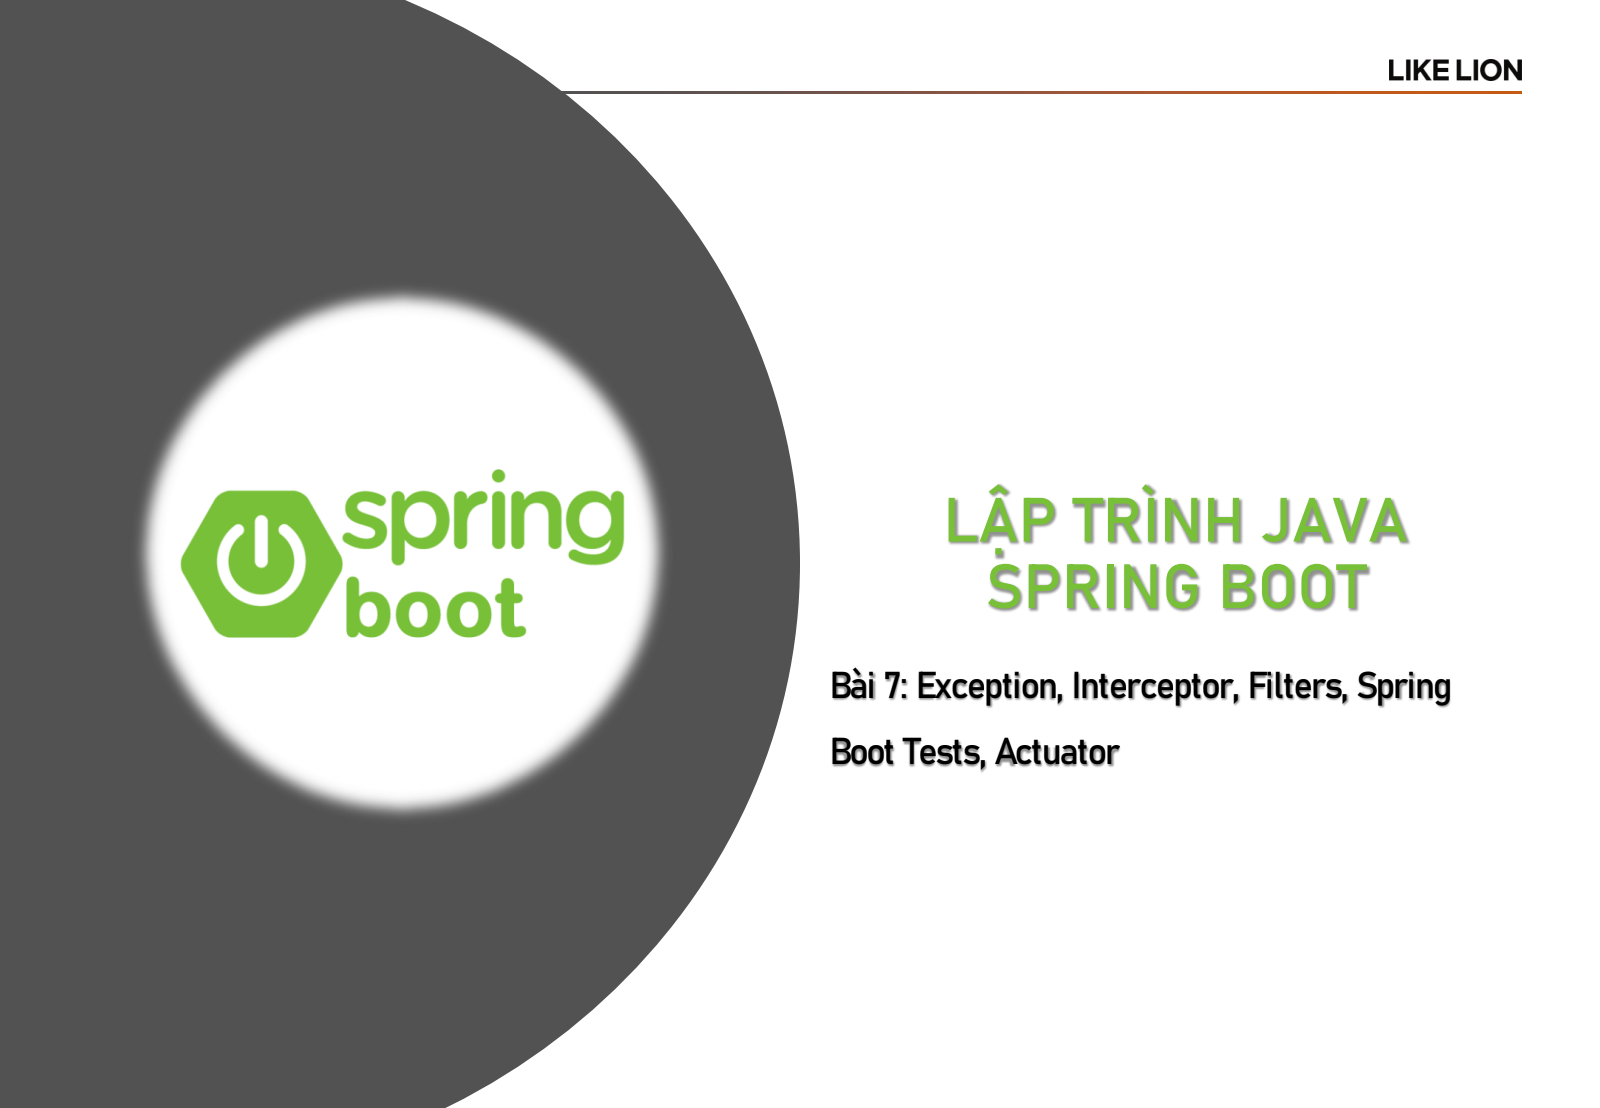 LIKE LION
spring
boot
LẬP TRÌNH JAVA
SPRING BOOT
Bài 7: Exception, Interceptor, Filters, Spring
Boot Tests, Actuator